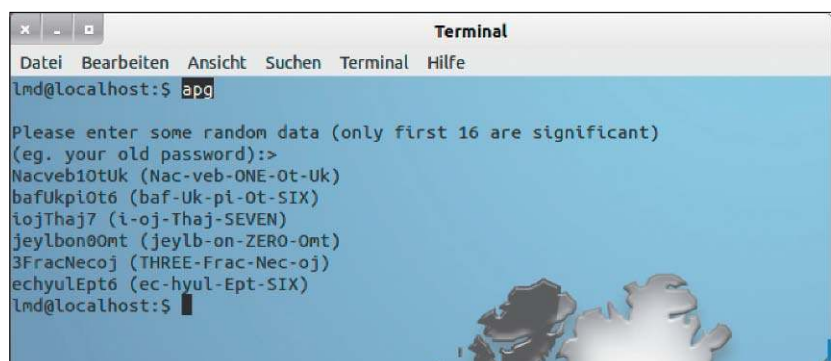 Terminal
Datei Bearbeiten Ansicht Suchen Terminal Hilfe
lmd@localhost:$ apg
Please enter some random data (only first 16 are significant)
(eg. your old password):>
Nacveb1OtUk (Nac-veb-ONE-Ot-Uk)
bafUkpiOt6 (baf-Uk-pi-Ot-SIX)
iojThaj7 (i-oj-Thaj-SEVEN)
jeylbon0Omt (jeylb-on-ZERO-Omt)
3FracNecoj (THREE-Frac-Nec-oj)
echyulEpt6 (ec-hyul-Ept-SIX)
lmd@localhost:$